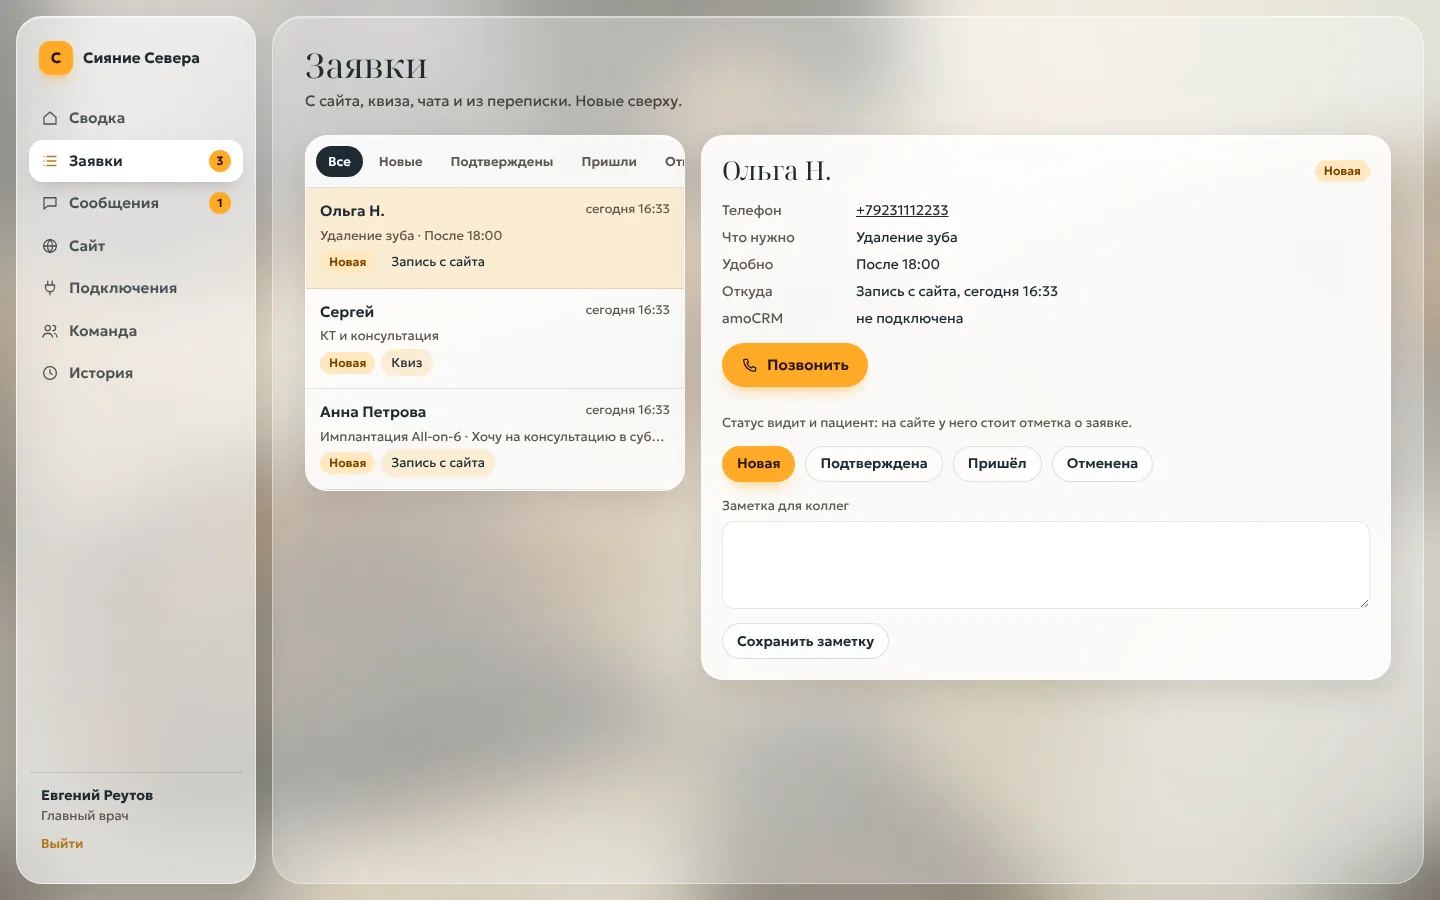 С Сияние Севера
Сводка
Заявки 3
Сообщения 1
Сайт
Подключения
Команда
История
Евгений Реутов
Главный врач
Выйти
Заявки
С сайта, квиза, чата и из переписки. Новые сверху.
Все Новые Подтверждены Пришли
Ольга Н. сегодня 16:33
Удаление зуба · После 18:00
Новая Запись с сайта
Сергей сегодня 16:33
КТ и консультация
Новая Квиз
Анна Петрова сегодня 16:33
Имплантация All-on-6 · Хочу на консультацию в суб...
Новая Запись с сайта
Ольга Н. Новая
Телефон +79231112233
Что нужно Удаление зуба
Удобно После 18:00
Откуда Запись с сайта, сегодня 16:33
amoCRM не подключена
Позвонить
Статус видит и пациент: на сайте у него стоит отметка о заявке.
Новая Подтверждена Пришёл Отменена
Заметка для коллег
Сохранить заметку